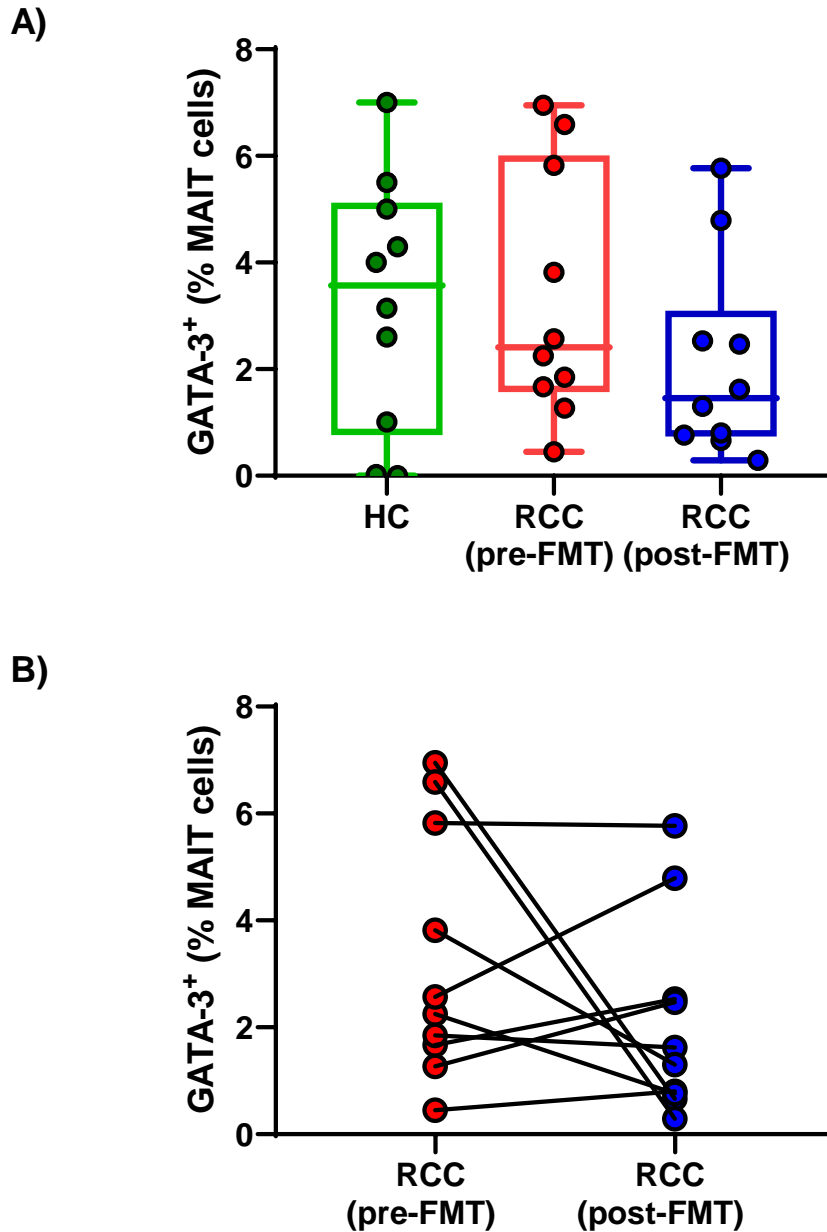 A)
GATA-3⁺ (% MAIT cells)
8
6
4
2
0
HC
RCC
(pre-FMT)
RCC
(post-FMT)
B)
GATA-3⁺ (% MAIT cells)
8
6
4
2
0
RCC
(pre-FMT)
RCC
(post-FMT)